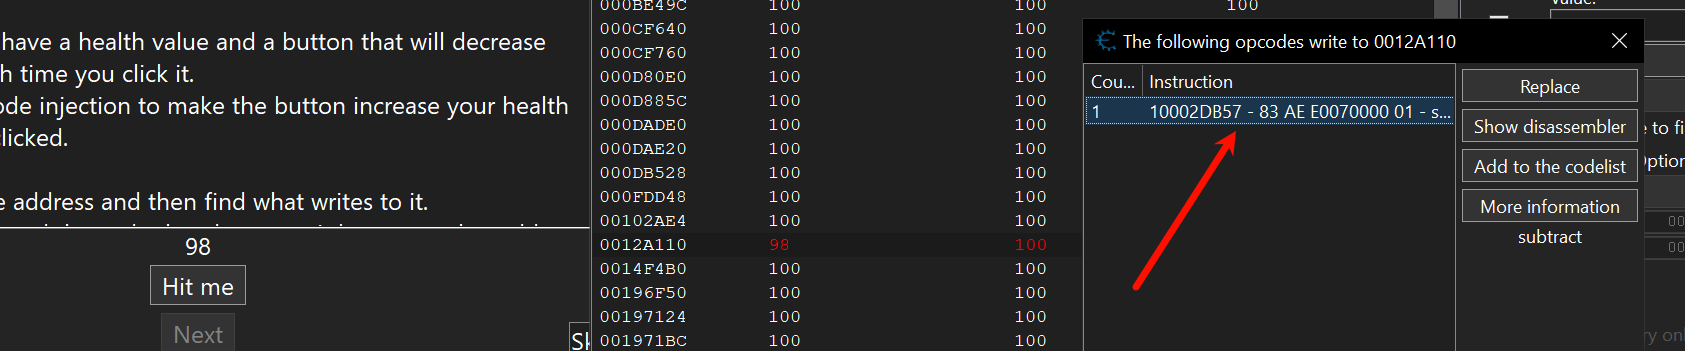 have a health value and a button that will decrease
h time you click it.
ode injection to make the button increase your health
licked.
e address and then find what writes to it.
98
Hit me
Next
Sk
000BE49C 100 100
000CF640 100 100
000CF760 100 100
000D80E0 100 100
000D885C 100 100
000DADE0 100 100
000DAE20 100 100
000DB528 100 100
000FDD48 100 100
00102AE4 100 100
0012A110 98 100
0014F4B0 100 100
00196F50 100 100
00197124 100 100
001971BC 100 100
The following opcodes write to 0012A110
Cou... Instruction
1 10002DB57 - 83 AE E0070000 01 - s...
Replace
Show disassembler
Add to the codelist
More information
subtract
Value:
e to fi
Option
00
00
ry onl